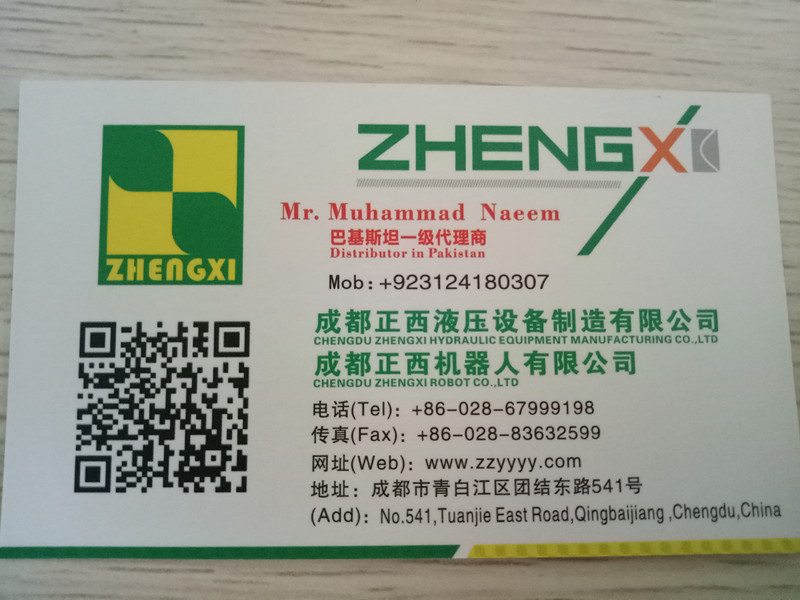 ZHENGXI
ZHENGXI
Mr. Muhammad Naeem
巴基斯坦一级代理商
Distributor in Pakistan
Mob: +923124180307
成都正西液压设备制造有限公司
CHENGDU ZHENGXI HYDRAULIC EQUIPMENT MANUFACTURING CO.,LTD
成都正西机器人有限公司
CHENGDU ZHENGXI ROBOT CO.,LTD
电话(Tel): +86-028-67999198
传真(Fax): +86-028-83632599
网址(Web): www.zzyyyy.com
地址: 成都市青白江区团结东路541号
(Add): No.541,Tuanjie East Road,Qingbaijiang ,Chengdu,China